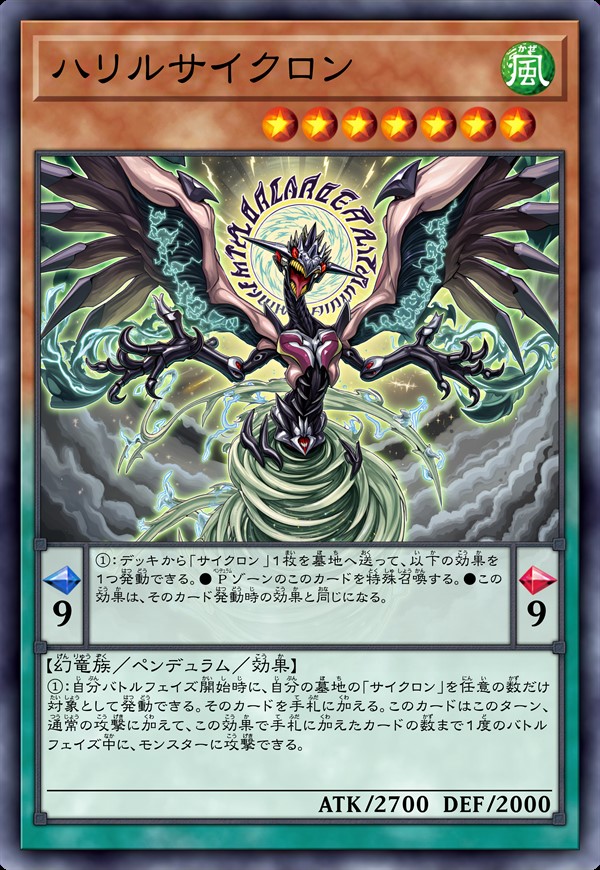 ハリルサイクロン
風
①:デッキから「サイクロン」1枚を墓地へ送って、以下の効果を
1つ発動できる。●Pゾーンのこのカードを特殊召喚する。●この
効果は、そのカード発動時の効果と同じになる。
9
9
【幻竜族/ペンデュラム/効果】
①:自分バトルフェイズ開始時に、自分の墓地の「サイクロン」を任意の数だけ
対象として発動できる。そのカードを手札に加える。このカードはこのターン、
通常の攻撃に加えて、この効果で手札に加えたカードの数まで1度のバトル
フェイズ中に、モンスターに攻撃できる。
ATK/2700 DEF/2000